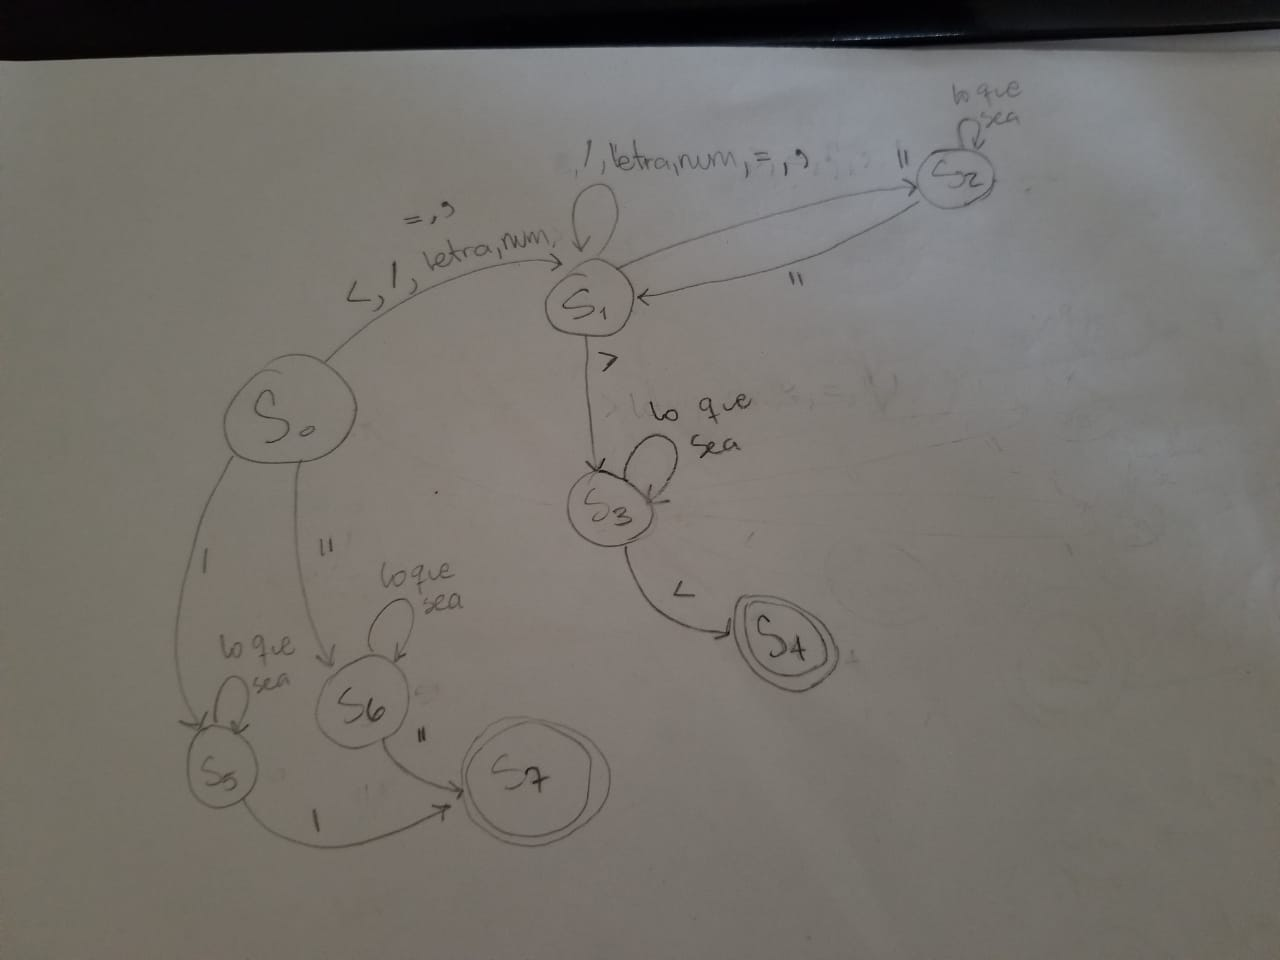 lo que
sea
/, letra, num, =, ,
"
S2
=, ,
<, /, letra, num,
S1
"
>
S0
lo que
sea
S3
'
"
<
lo que
sea
S4
lo que
sea
S6
"
S5
S7
'